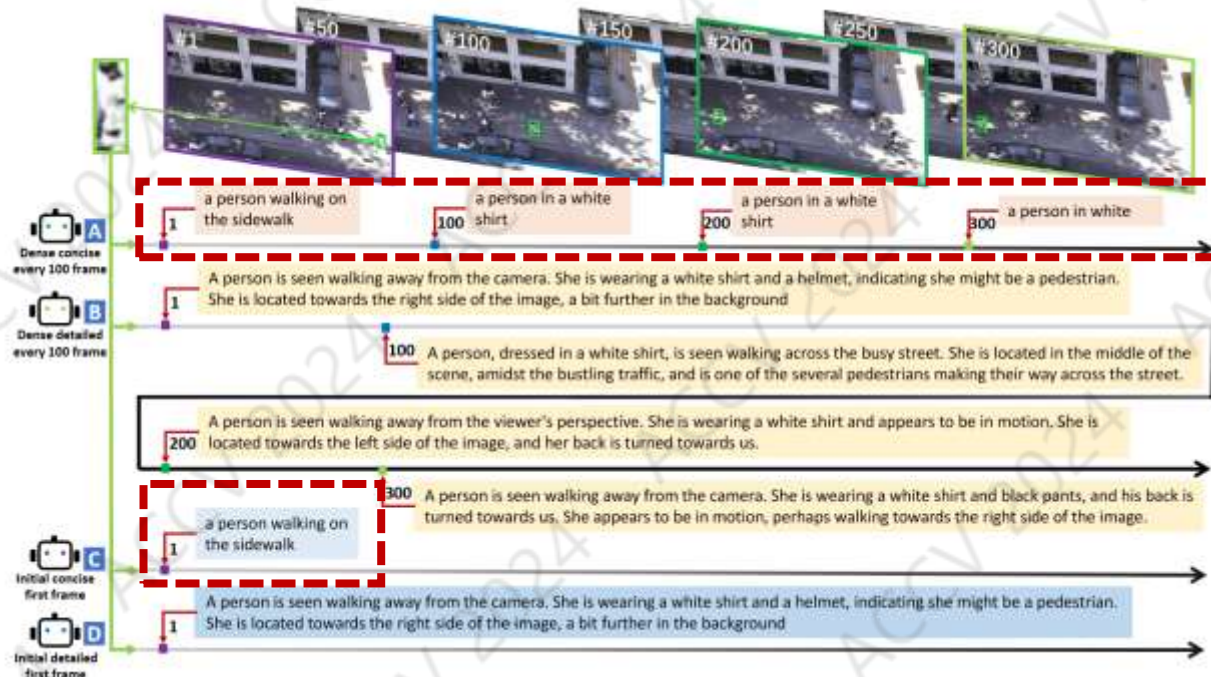 #1
#50
#100
#150
#200
#250
#300
a person walking on
the sidewalk
1
a person in a white
shirt
100
a person in a white
shirt
200
a person in white
300
A
Dense concise
every 100 frame
A person is seen walking away from the camera. She is wearing a white shirt and a helmet, indicating she might be a pedestrian.
She is located towards the right side of the image, a bit further in the background
1
B
Dense detailed
every 100 frame
100
A person, dressed in a white shirt, is seen walking across the busy street. She is located in the middle of the
scene, amidst the bustling traffic, and is one of the several pedestrians making their way across the street.
A person is seen walking away from the viewer's perspective. She is wearing a white shirt and appears to be in motion. She is
located towards the left side of the image, and her back is turned towards us.
200
300
A person is seen walking away from the camera. She is wearing a white shirt and black pants, and his back is
turned towards us. She appears to be in motion, perhaps walking towards the right side of the image.
a person walking on
the sidewalk
1
C
Initial concise
first frame
A person is seen walking away from the camera. She is wearing a white shirt and a helmet, indicating she might be a pedestrian.
She is located towards the right side of the image, a bit further in the background
1
D
Initial detailed
first frame
ACCV 2024
ACCV 2024
ACCV 2024
ACCV 2024